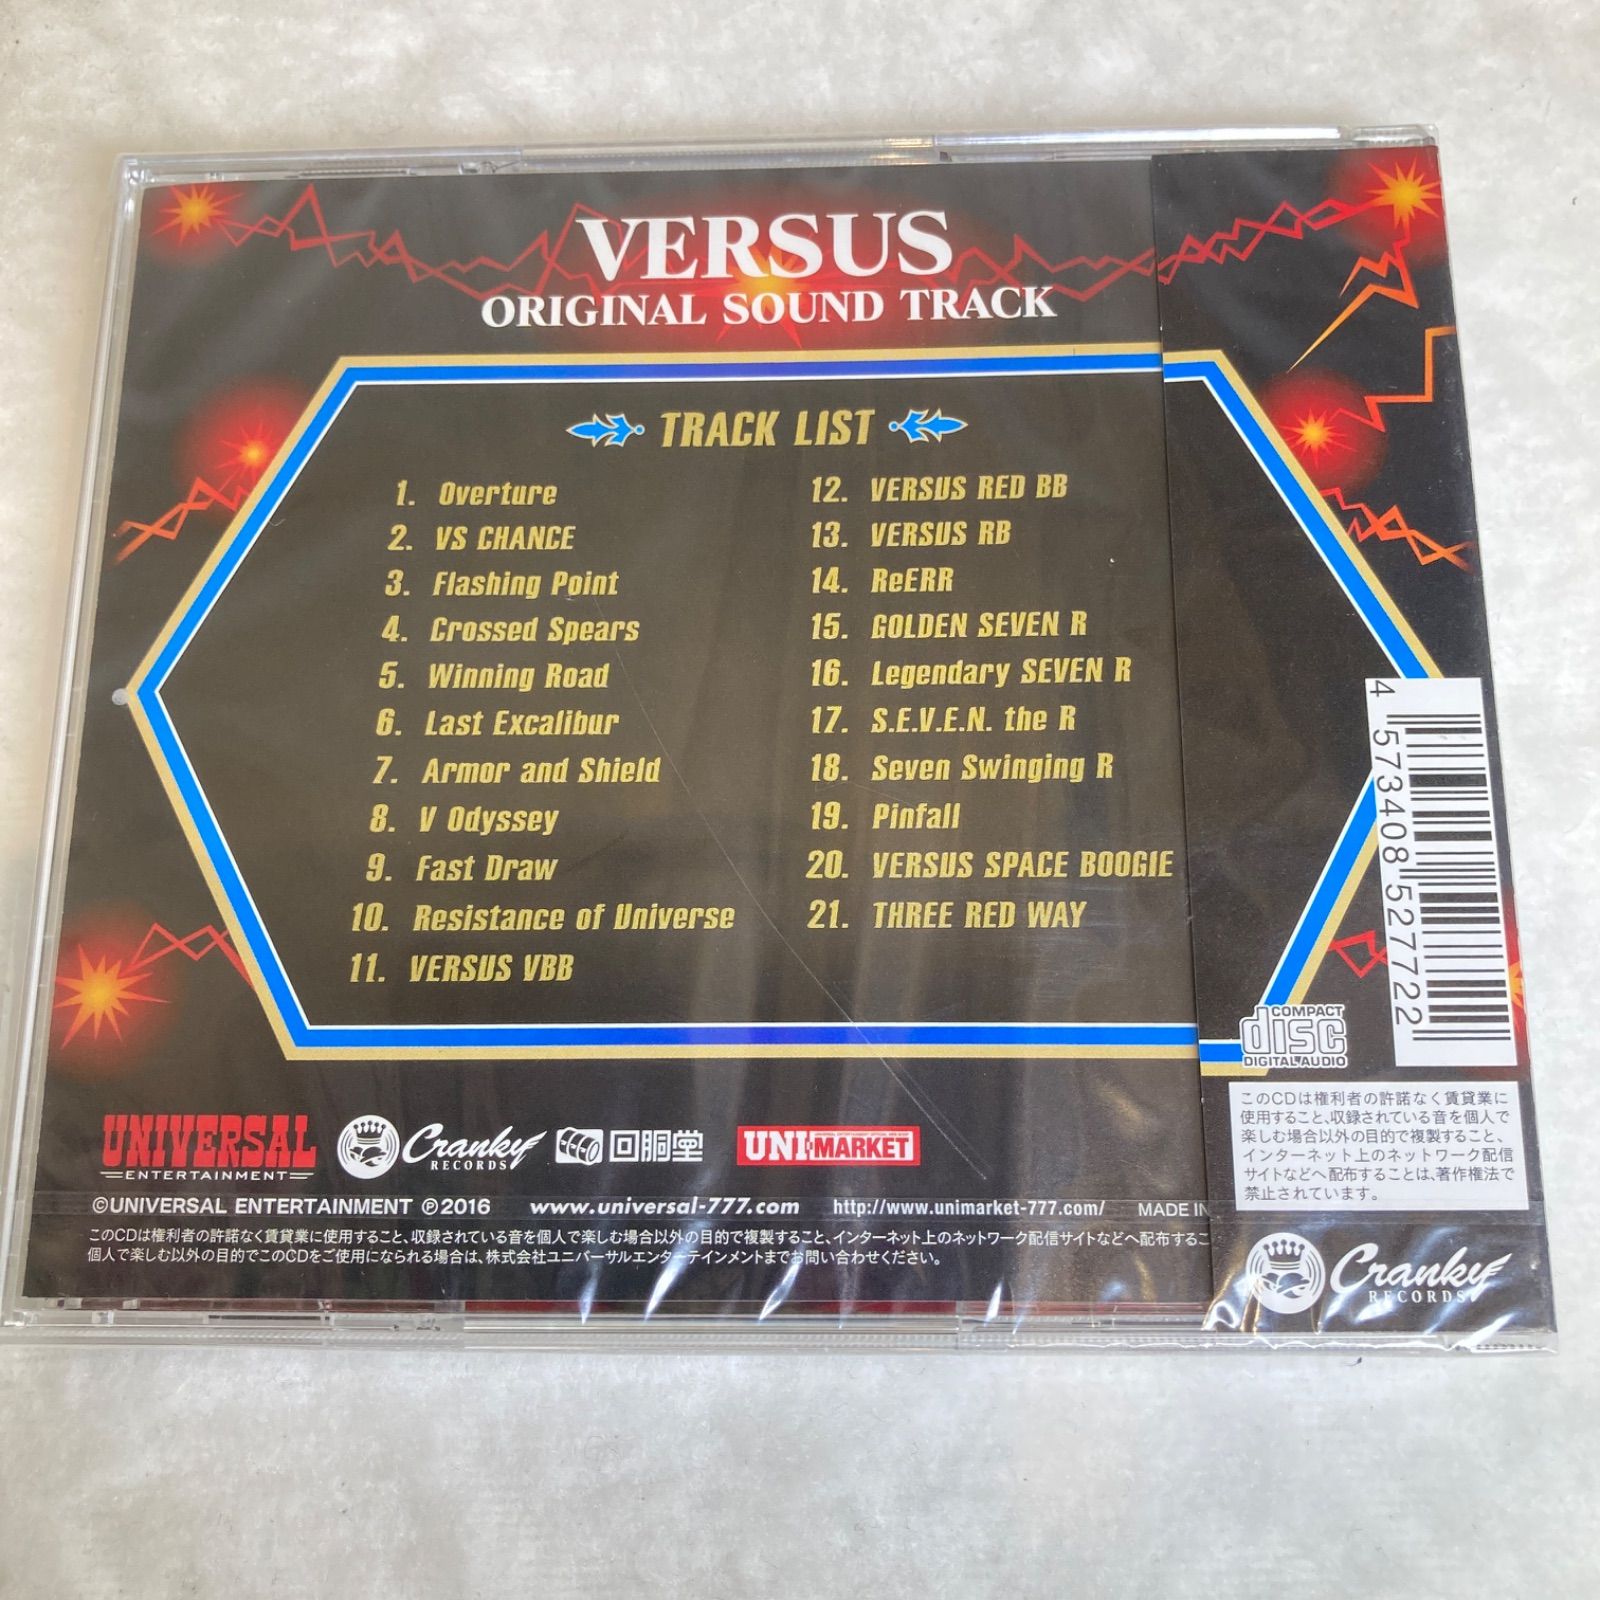 VERSUS
ORIGINAL SOUND TRACK
TRACK LIST
1. Overture
2. VS CHANCE
3. Flashing Point
4. Crossed Spears
5. Winning Road
6. Last Excalibur
7. Armor and Shield
8. V Odyssey
9. Fast Draw
10. Resistance of Universe
11. VERSUS VBB
12. VERSUS RED BB
13. VERSUS RB
14. ReERR
15. GOLDEN SEVEN R
16. Legendary SEVEN R
17. S.E.V.E.N. the R
18. Seven Swinging R
19. Pinfall
20. VERSUS SPACE BOOGIE
21. THREE RED WAY
4 573408 527722
COMPACT
disc
DIGITAL AUDIO
このCDは権利者の許諾なく賃貸業に
使用すること、収録されている音を個人で
楽しむ場合以外の目的で複製すること、
インターネット上のネットワーク配信
サイトなどへ配布することは、著作権法で
禁止されています。
Cranky
RECORDS
UNIVERSAL
ENTERTAINMENT
Cranky
RECORDS
回胴堂
UNI-MARKET
©UNIVERSAL ENTERTAINMENT ℗2016 www.universal-777.com http://www.unimarket-777.com/ MADE IN
このCDは権利者の許諾なく賃貸業に使用すること、収録されている音を個人で楽しむ場合以外の目的で複製すること、インターネット上のネットワーク配信サイトなどへ配布するこ
個人で楽しむ以外の目的でこのCDをご使用になられる場合は、株式会社ユニバーサルエンターテインメントまでお問い合わせください。